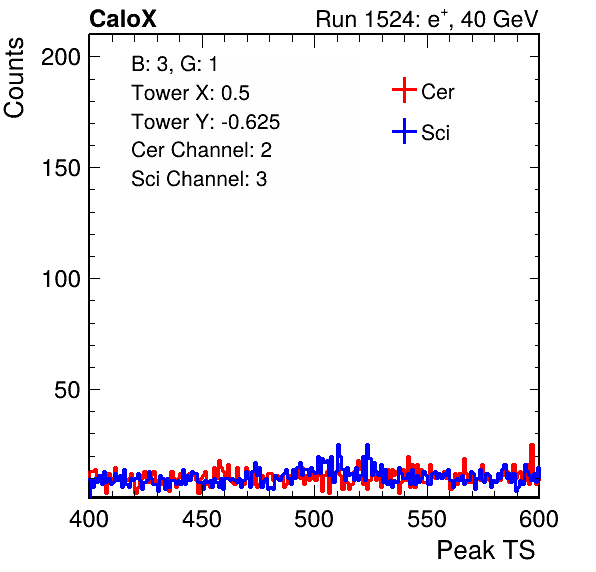 CaloX
Run 1524: e⁺, 40 GeV
Counts
200
150
100
50
B: 3, G: 1
Tower X: 0.5
Tower Y: -0.625
Cer Channel: 2
Sci Channel: 3
Cer
Sci
400
450
500
550
600
Peak TS